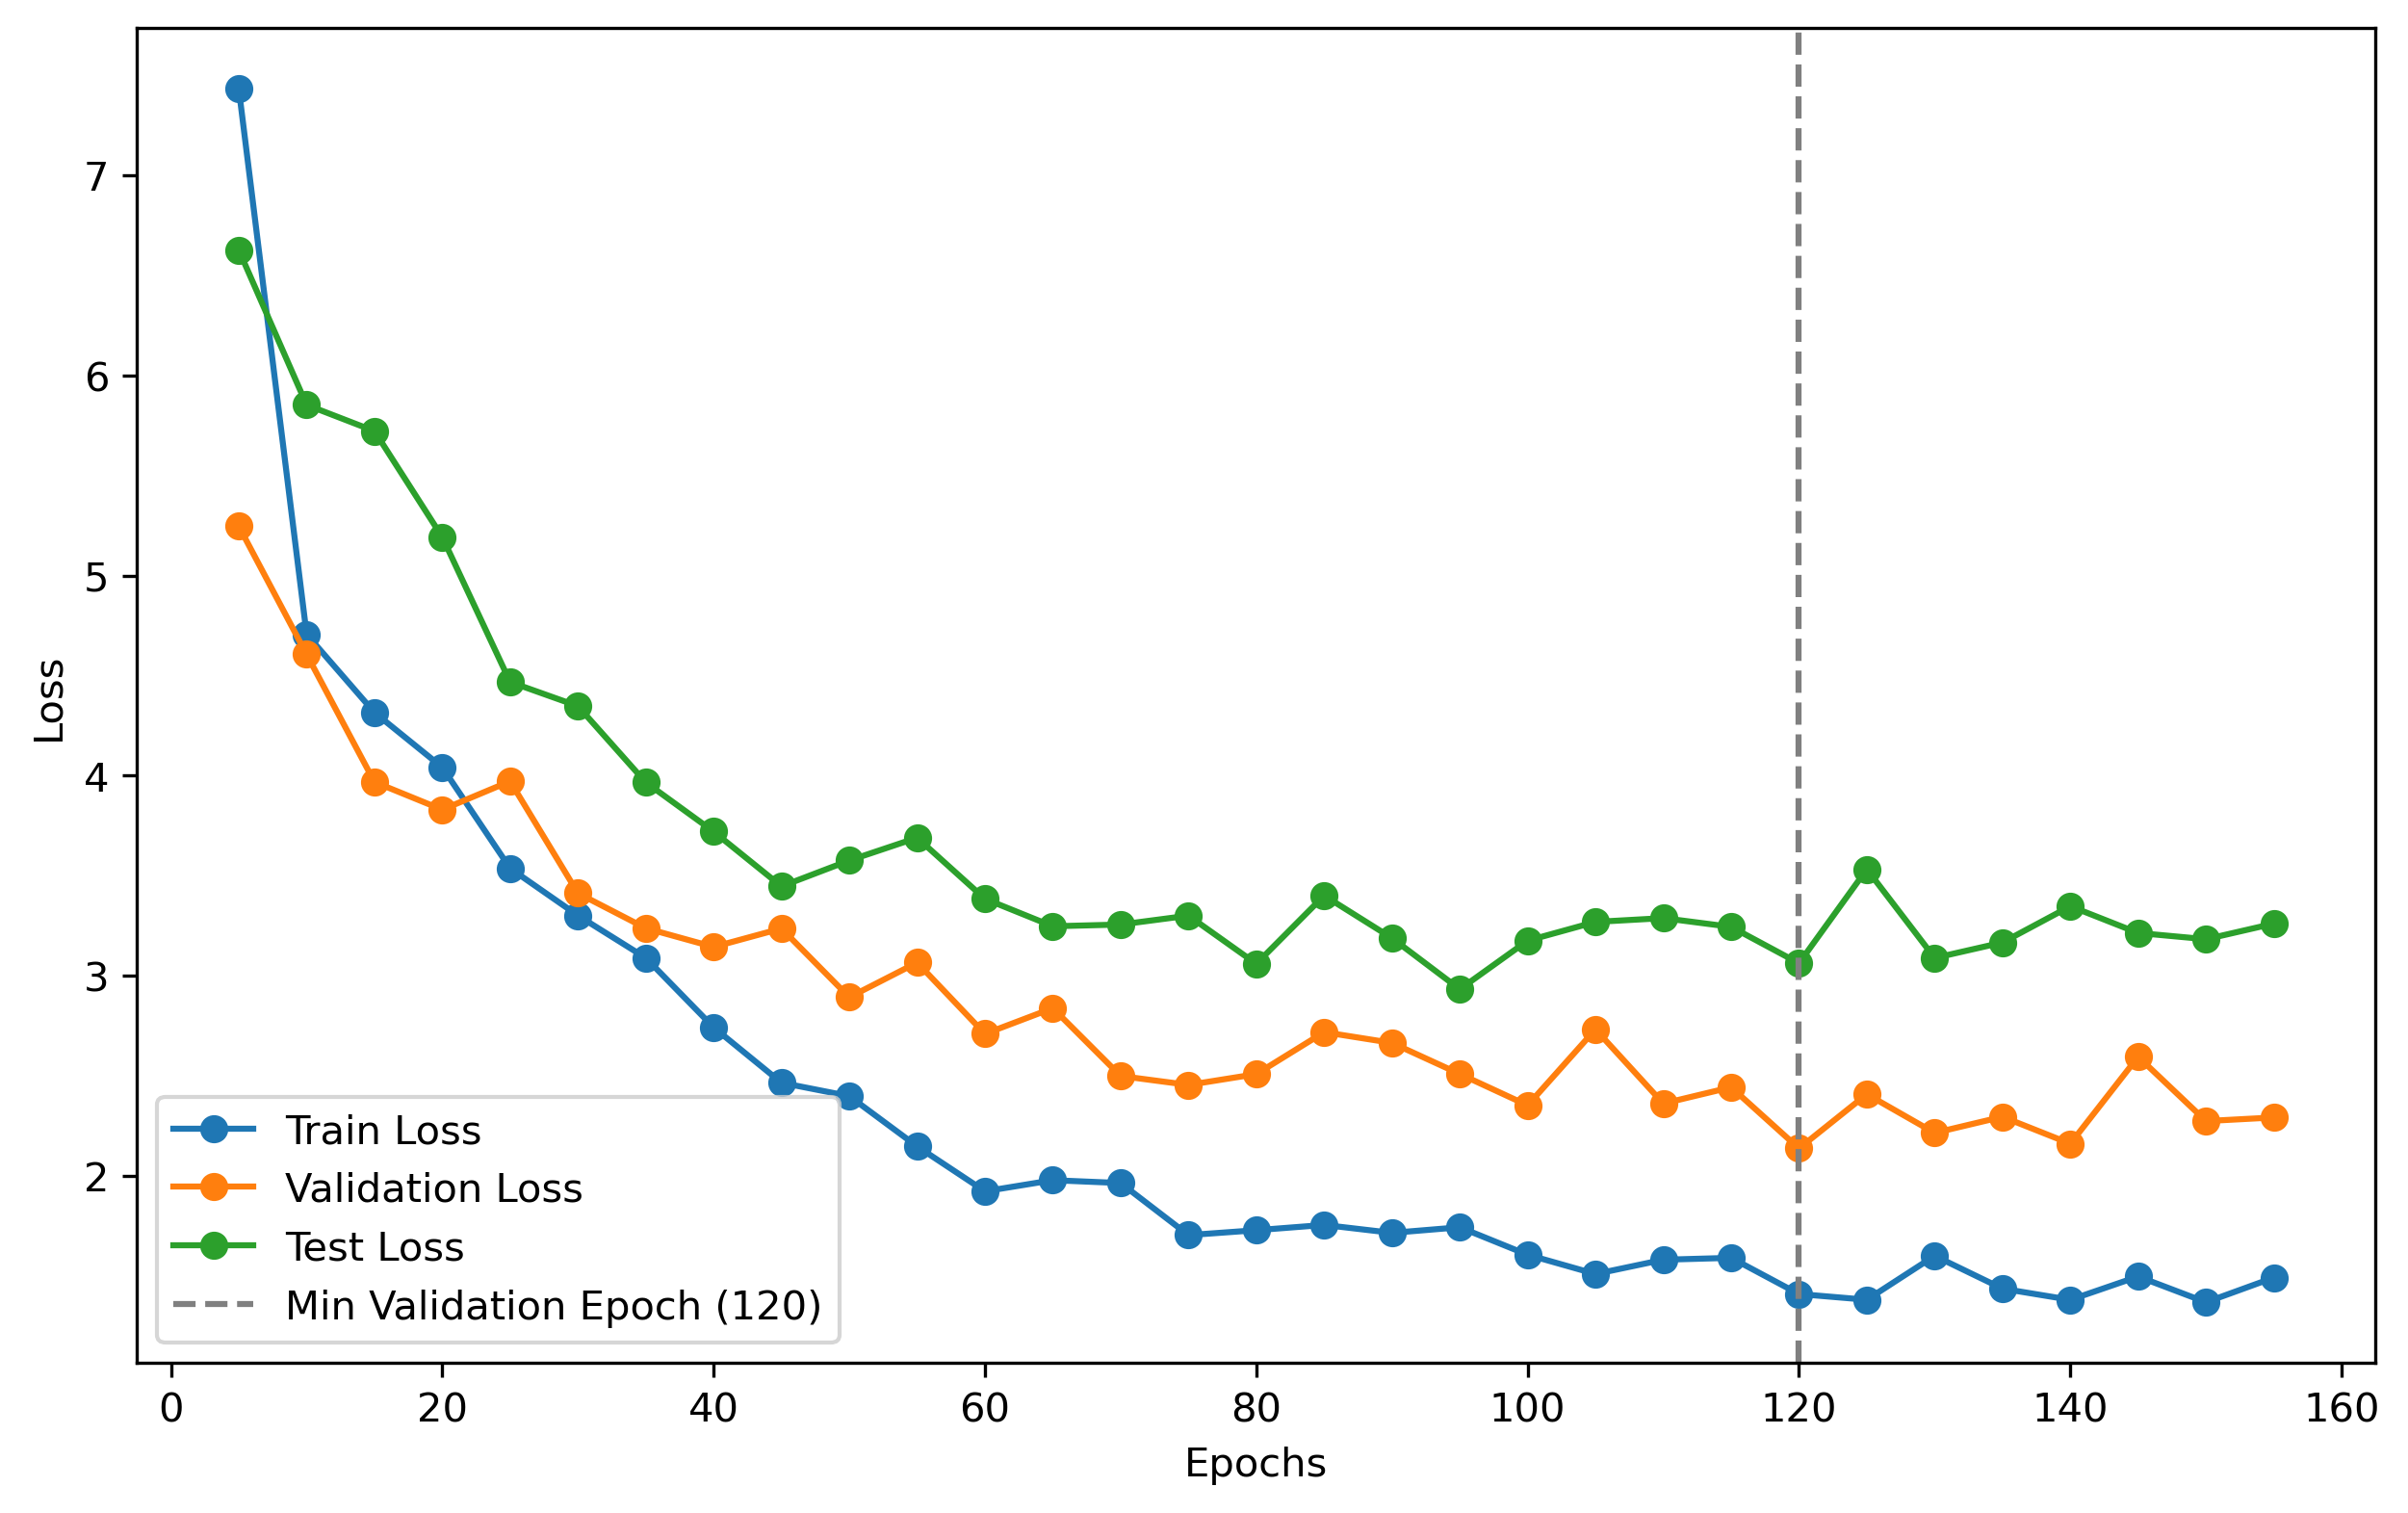 7
6
5
4
3
2
Loss
Train Loss
Validation Loss
Test Loss
Min Validation Epoch (120)
0 20 40 60 80 100 120 140 160
Epochs